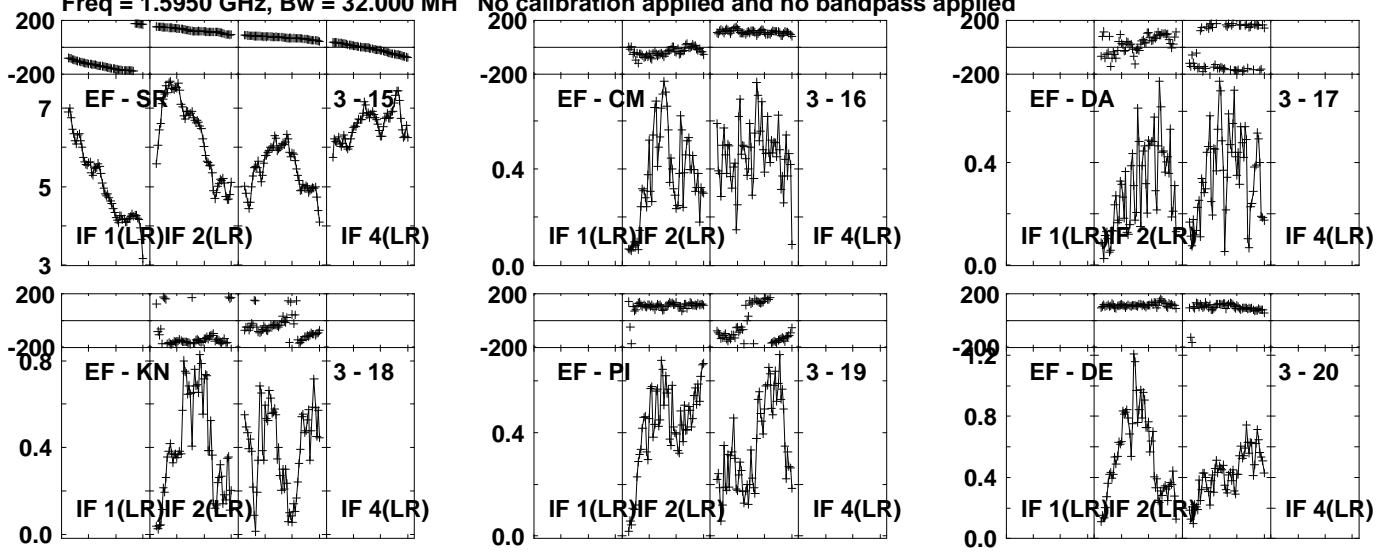 Freq = 1.5950 GHz, Bw = 32.000 MH No calibration applied and no bandpass applied
200 200 200
-200 -200 -200
EF - SR 3 - 15 EF - CM 3 - 16 EF - DA 3 - 17
7
0.4 0.4
5
IF 1(LR) IF 2(LR) IF 4(LR) IF 1(LR) IF 2(LR) IF 4(LR) IF 1(LR) IF 2(LR) IF 4(LR)
3 0.0 0.0
200 200 200
-200 -200 -200
0.8 1.2
EF - KN 3 - 18 EF - PI 3 - 19 EF - DE 3 - 20
0.8
0.4 0.4
0.4
IF 1(LR) IF 2(LR) IF 4(LR) IF 1(LR) IF 2(LR) IF 4(LR) IF 1(LR) IF 2(LR) IF 4(LR)
0.0 0.0 0.0